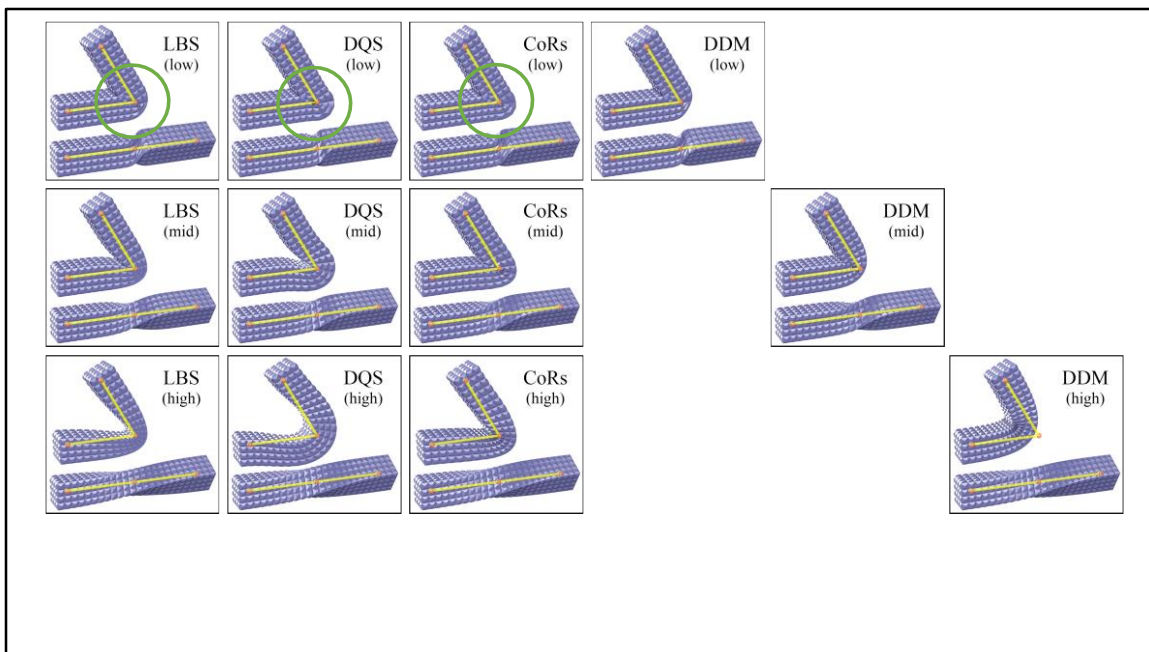 LBS
(low)
DQS
(low)
CoRs
(low)
DDM
(low)
LBS
(mid)
DQS
(mid)
CoRs
(mid)
DDM
(mid)
LBS
(high)
DQS
(high)
CoRs
(high)
DDM
(high)